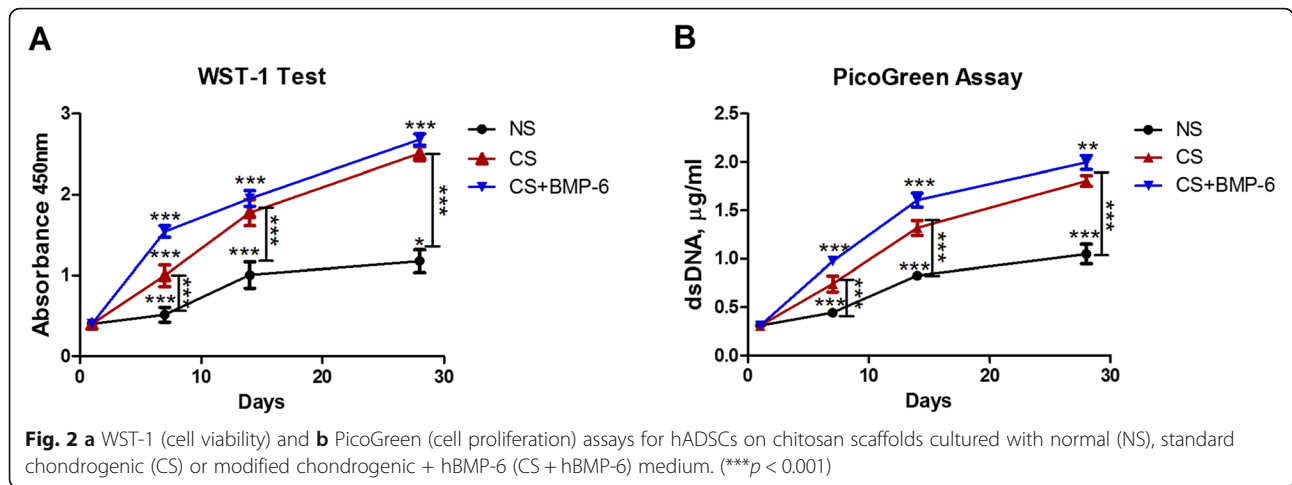 A
WST-1 Test
Absorbance 450nm
3
2
1
0
0
10
20
30
Days
***
***
***
***
***
***
*
***
***
***
NS
CS
CS+BMP-6
B
PicoGreen Assay
dsDNA, µg/ml
2.5
2.0
1.5
1.0
0.5
0.0
0
10
20
30
Days
***
***
**
***
***
***
***
***
***
NS
CS
CS+BMP-6
Fig. 2 a WST-1 (cell viability) and b PicoGreen (cell proliferation) assays for hADSCs on chitosan scaffolds cultured with normal (NS), standard
chondrogenic (CS) or modified chondrogenic + hBMP-6 (CS + hBMP-6) medium. (***p < 0.001)